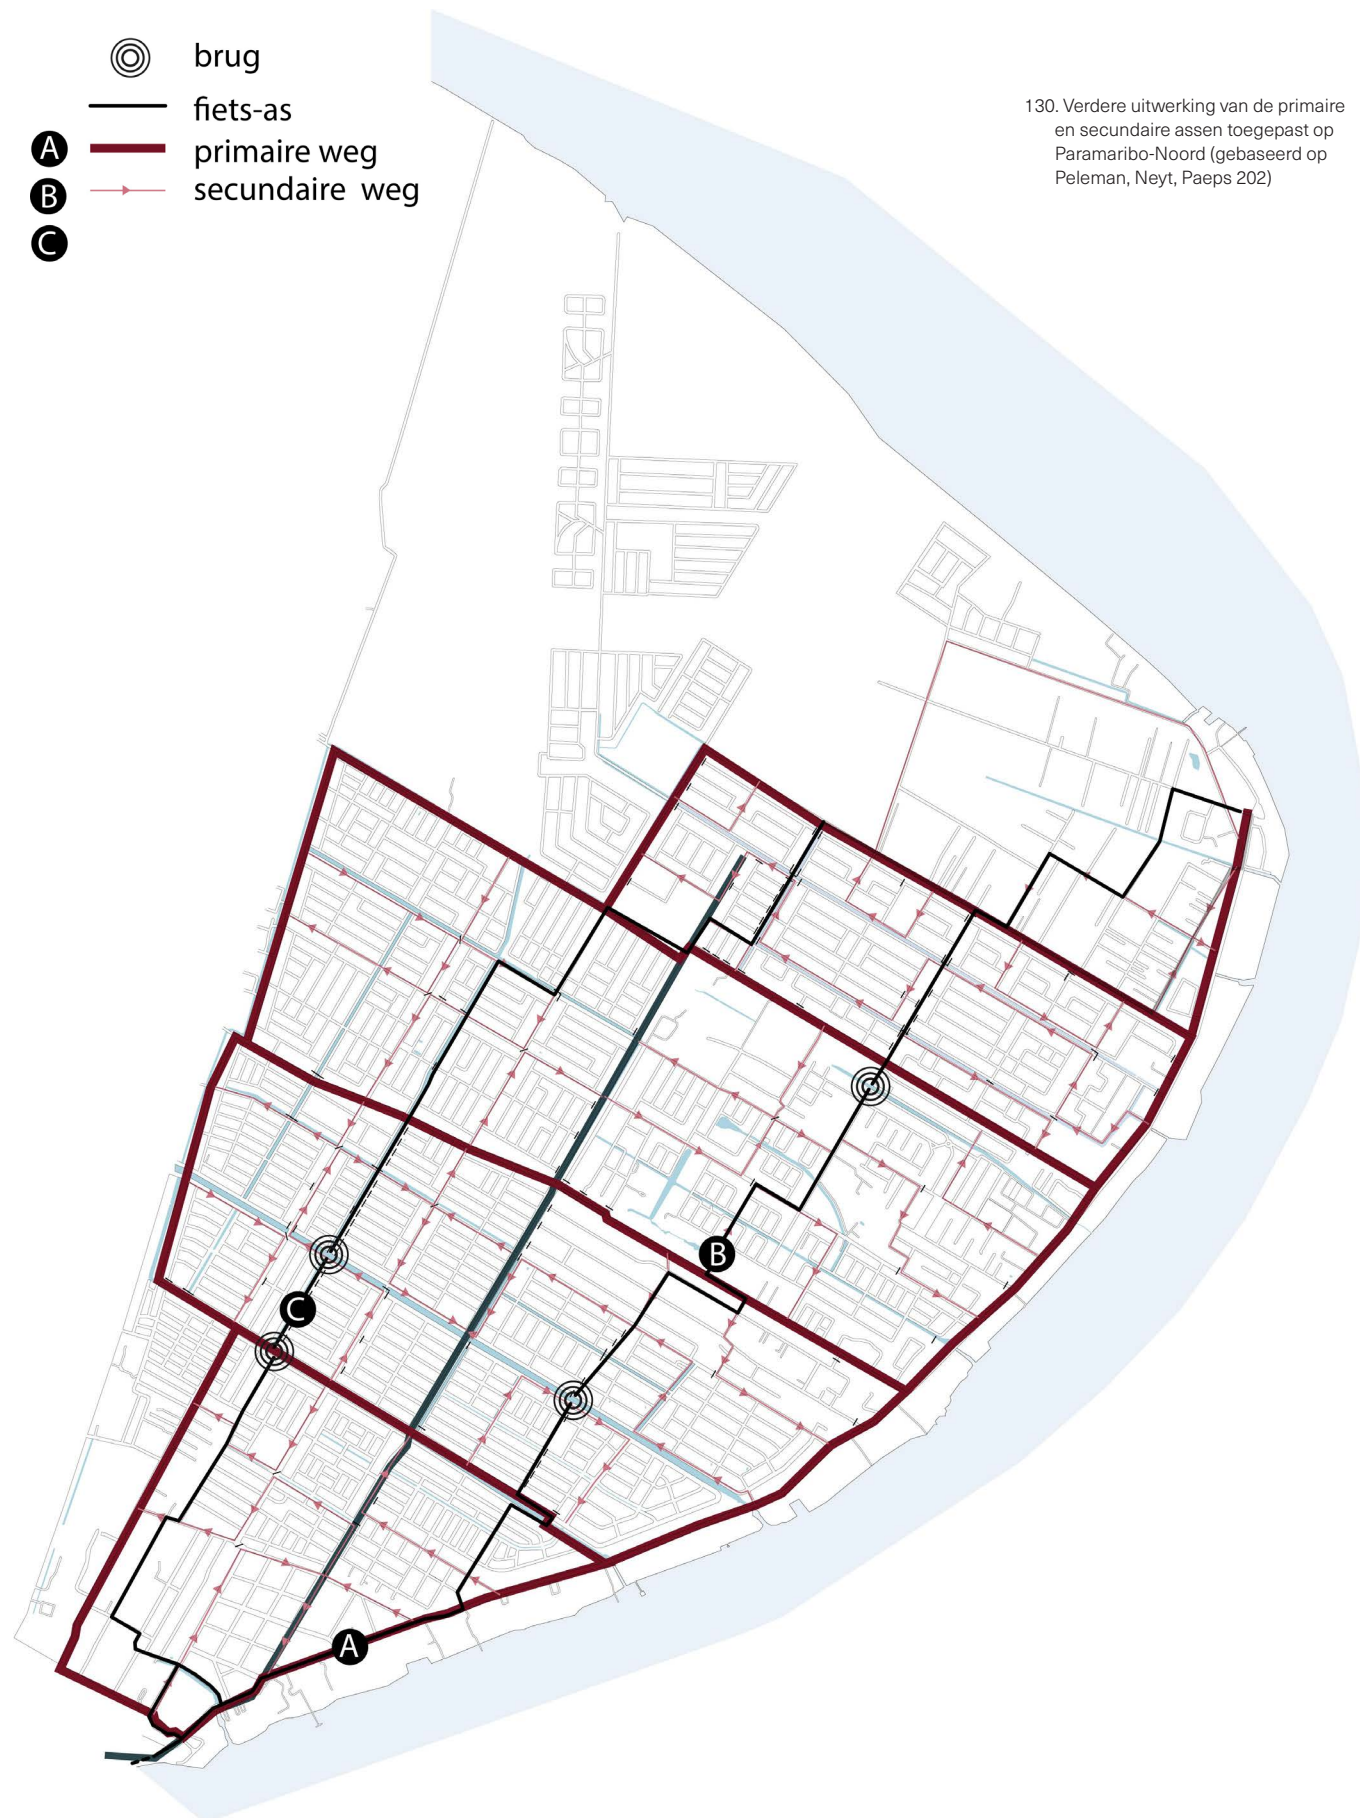 brug
fiets-as
A primaire weg
B secundaire weg
C
130. Verdere uitwerking van de primaire
en secundaire assen toegepast op
Paramaribo-Noord (gebaseerd op
Peleman, Neyt, Paeps 202)
B
C
A